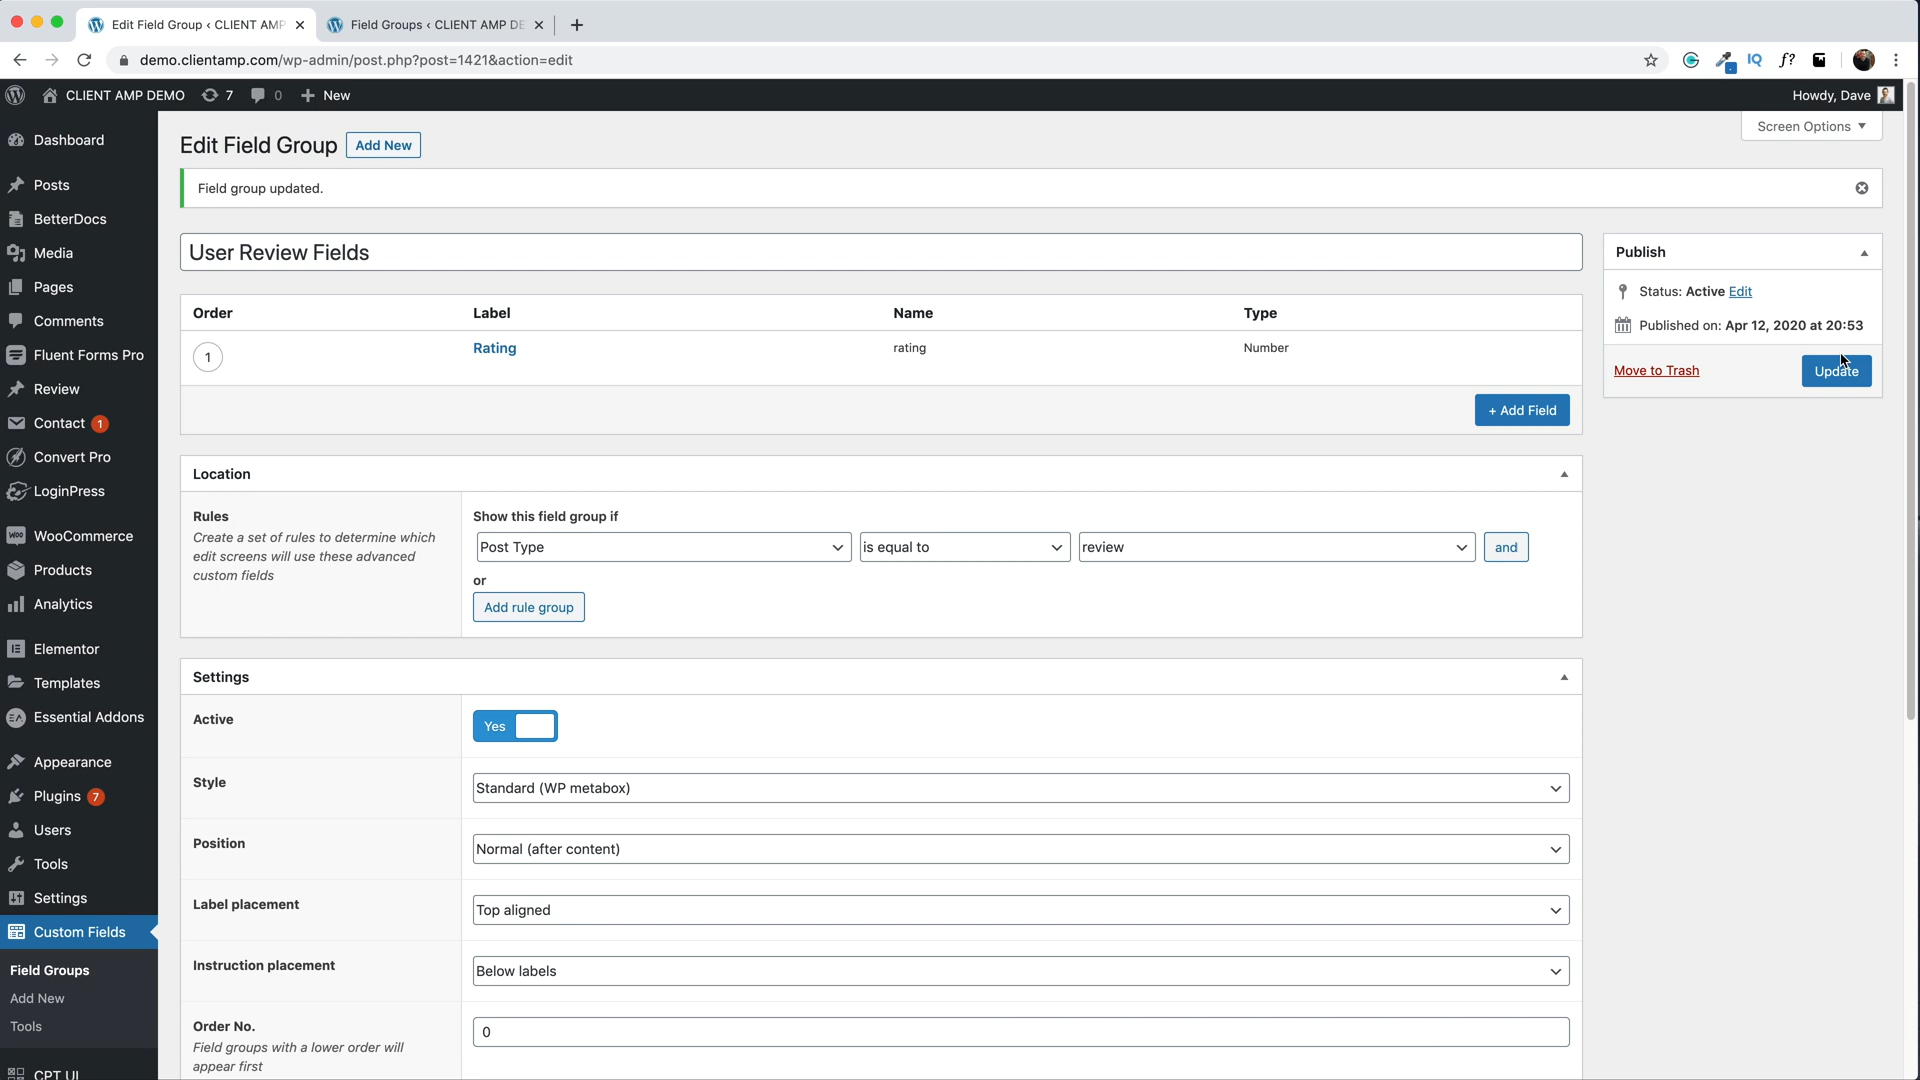 Edit Field Group ‹ CLIENT AMP
Field Groups ‹ CLIENT AMP DE
demo.clientamp.com/wp-admin/post.php?post=1421&action=edit
IQ
f?
CLIENT AMP DEMO
7
0
New
Howdy, Dave
Screen Options
Edit Field Group
Add New
Field group updated.
User Review Fields
Order
Label
Name
Type
1
Rating
rating
Number
+ Add Field
Publish
Status: Active Edit
Published on: Apr 12, 2020 at 20:53
Move to Trash
Update
Location
Rules
Create a set of rules to determine which
edit screens will use these advanced
custom fields
Show this field group if
Post Type
is equal to
review
and
or
Add rule group
Settings
Active
Yes
Style
Standard (WP metabox)
Position
Normal (after content)
Label placement
Top aligned
Instruction placement
Below labels
Order No.
Field groups with a lower order will
appear first
0
Dashboard
Posts
BetterDocs
Media
Pages
Comments
Fluent Forms Pro
Review
Contact 1
Convert Pro
LoginPress
WooCommerce
Products
Analytics
Elementor
Templates
Essential Addons
Appearance
Plugins 7
Users
Tools
Settings
Custom Fields
Field Groups
Add New
Tools
CPT UI